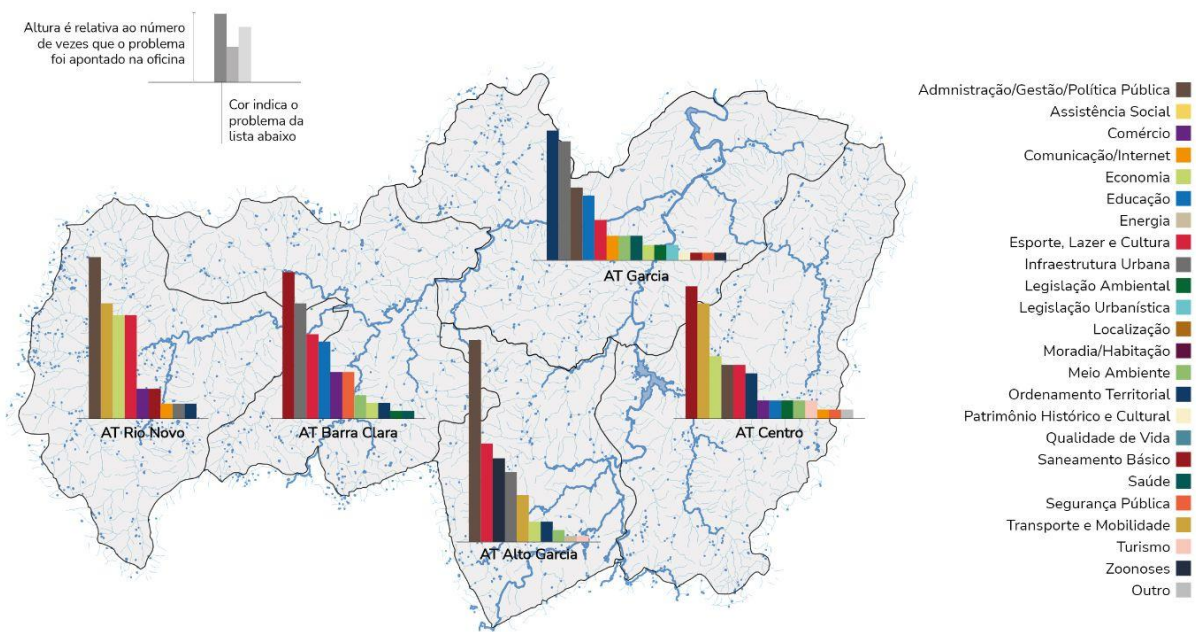 Altura é relativa ao número
de vezes que o problema
foi apontado na oficina
Cor indica o
problema da
lista abaixo
Admnistração/Gestão/Política Pública
Assistência Social
Comércio
Comunicação/Internet
Economia
Educação
Energia
Esporte, Lazer e Cultura
Infraestrutura Urbana
Legislação Ambiental
Legislação Urbanística
Localização
Moradia/Habitação
Meio Ambiente
Ordenamento Territorial
Patrimônio Histórico e Cultural
Qualidade de Vida
Saneamento Básico
Saúde
Segurança Pública
Transporte e Mobilidade
Turismo
Zoonoses
Outro
AT Garcia
AT Rio Novo
AT Barra Clara
AT Centro
AT Alto Garcia